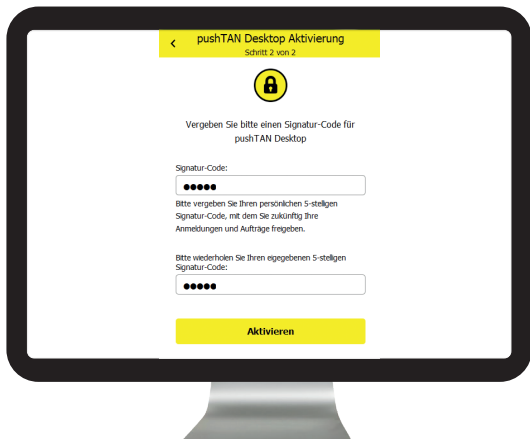 pushTAN Desktop Aktivierung
Schritt 2 von 2
Vergeben Sie bitte einen Signatur-Code für
pushTAN Desktop
Signatur-Code:
Bitte vergeben Sie Ihren persönlichen 5-stelligen
Signatur-Code, mit dem Sie zukünftig Ihre
Anmeldungen und Aufträge freigeben.
Bitte wiederholen Sie Ihren eigegebenen 5-stelligen
Signatur-Code:
Aktivieren